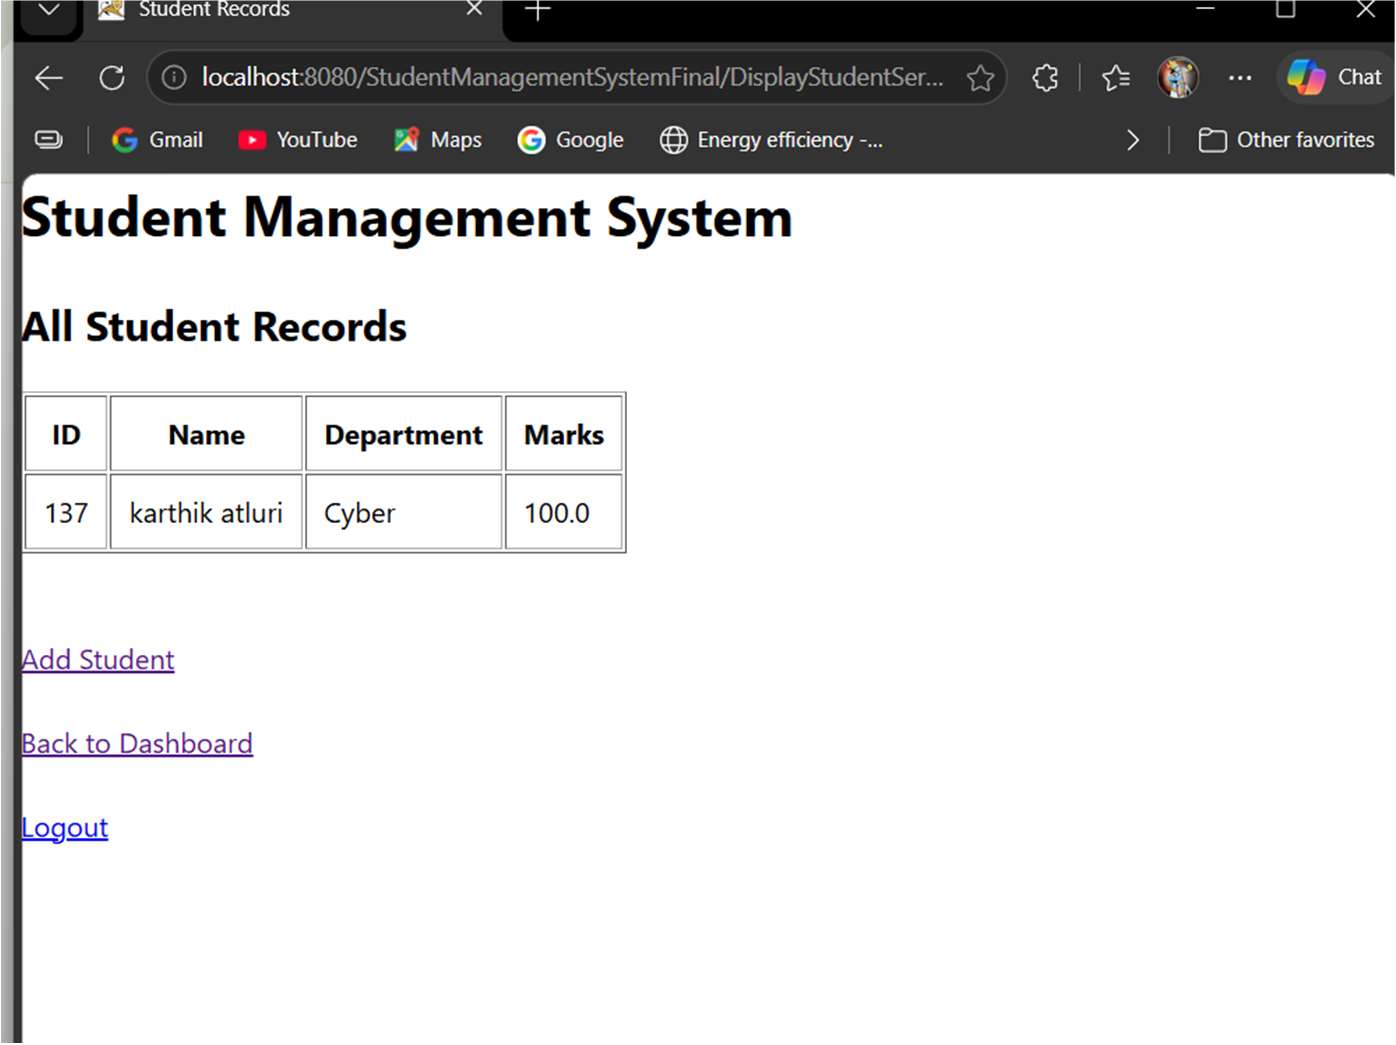 Student Records
localhost:8080/StudentManagementSystemFinal/DisplayStudentSer...
Chat
Gmail YouTube Maps Google Energy efficiency -... Other favorites
Student Management System
All Student Records
ID Name Department Marks
137 karthik atluri Cyber 100.0
Add Student
Back to Dashboard
Logout